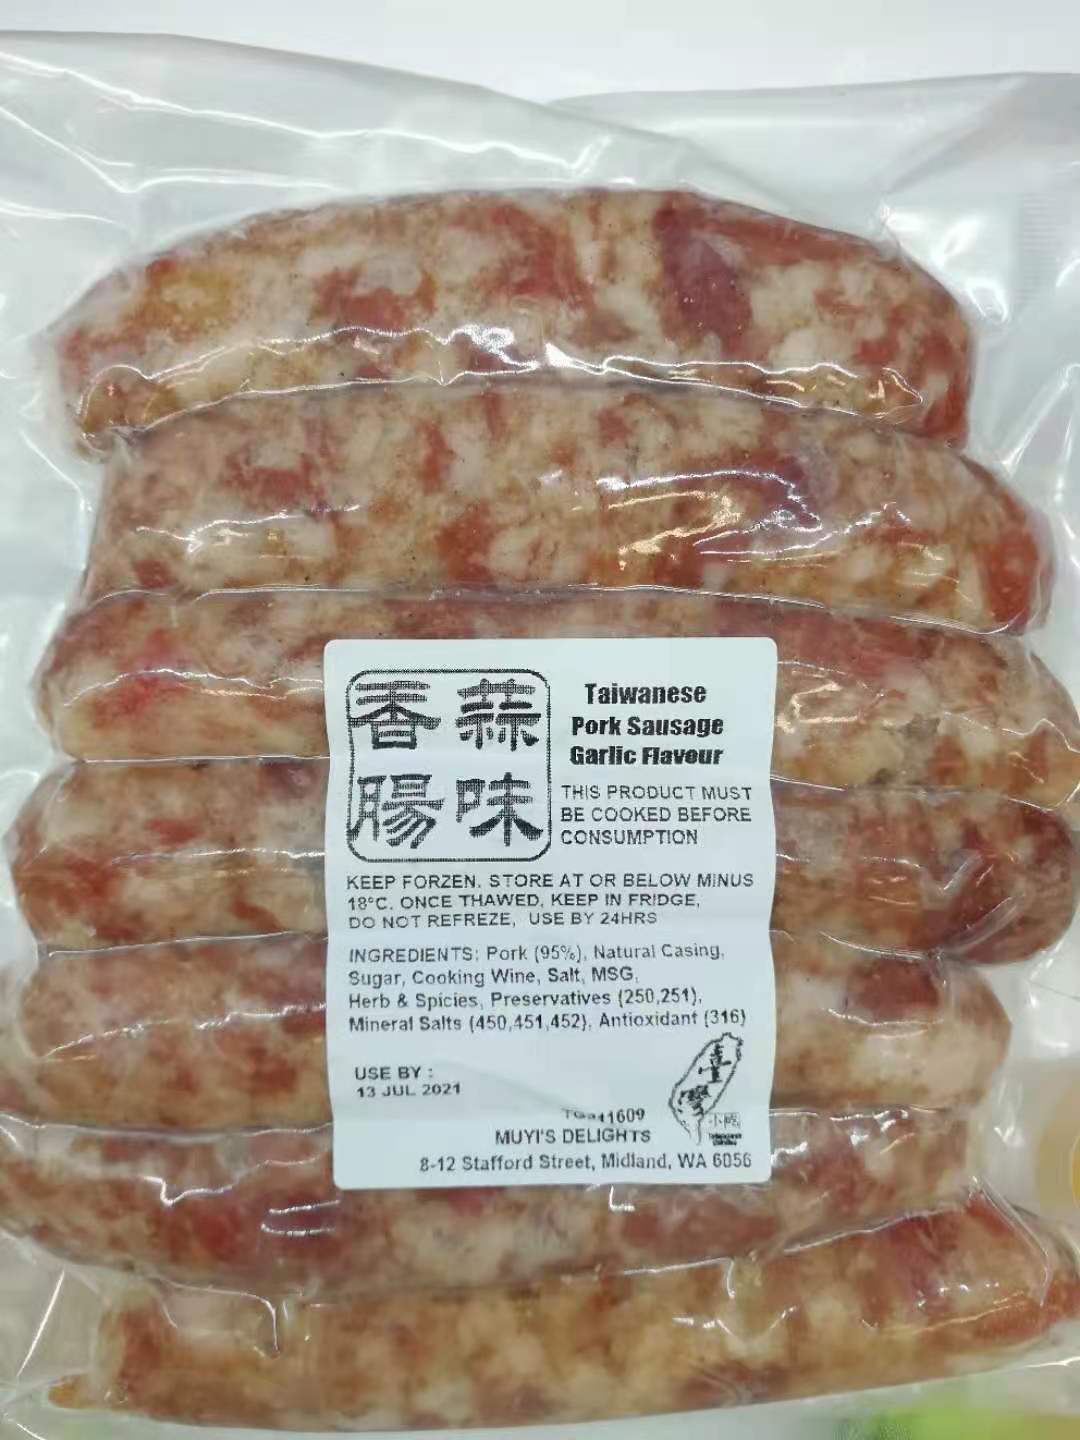 蒜味
香腸
Taiwanese
Pork Sausage
Garlic Flavour
THIS PRODUCT MUST
BE COOKED BEFORE
CONSUMPTION
KEEP FORZEN. STORE AT OR BELOW MINUS
18°C. ONCE THAWED, KEEP IN FRIDGE,
DO NOT REFREZE, USE BY 24HRS
INGREDIENTS: Pork (95%), Natural Casing,
Sugar, Cooking Wine, Salt, MSG,
Herb & Spicies, Preservatives (250,251),
Mineral Salts (450,451,452), Antioxidant (316)
USE BY :
13 JUL 2021
MUYI'S DELIGHTS
8-12 Stafford Street, Midland, WA 6056